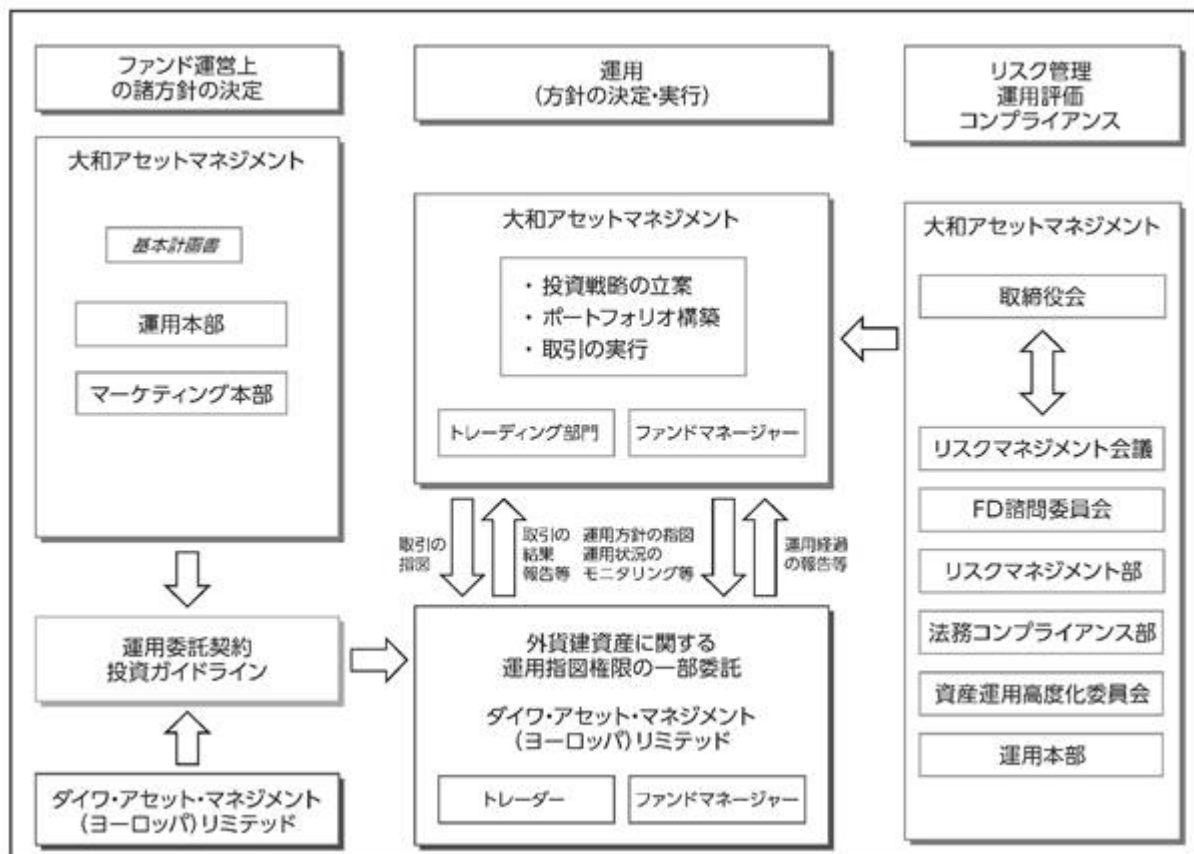 ファンド運営上
の諸方針の決定
大和アセットマネジメント
基本計画書
運用本部
マーケティング本部
運用委託契約
投資ガイドライン
ダイワ・アセット・マネジメント
(ヨーロッパ)リミテッド
運用
(方針の決定・実行)
大和アセットマネジメント
・ 投資戦略の立案
・ ポートフォリオ構築
・ 取引の実行
トレーディング部門
ファンドマネージャー
取引の
指図
取引の
結果
報告等
運用方針の指図
運用状況の
モニタリング等
運用経過
の報告等
外貨建資産に関する
運用指図権限の一部委託
ダイワ・アセット・マネジメント
(ヨーロッパ)リミテッド
トレーダー
ファンドマネージャー
リスク管理
運用評価
コンプライアンス
大和アセットマネジメント
取締役会
リスクマネジメント会議
FD諮問委員会
リスクマネジメント部
法務コンプライアンス部
資産運用高度化委員会
運用本部